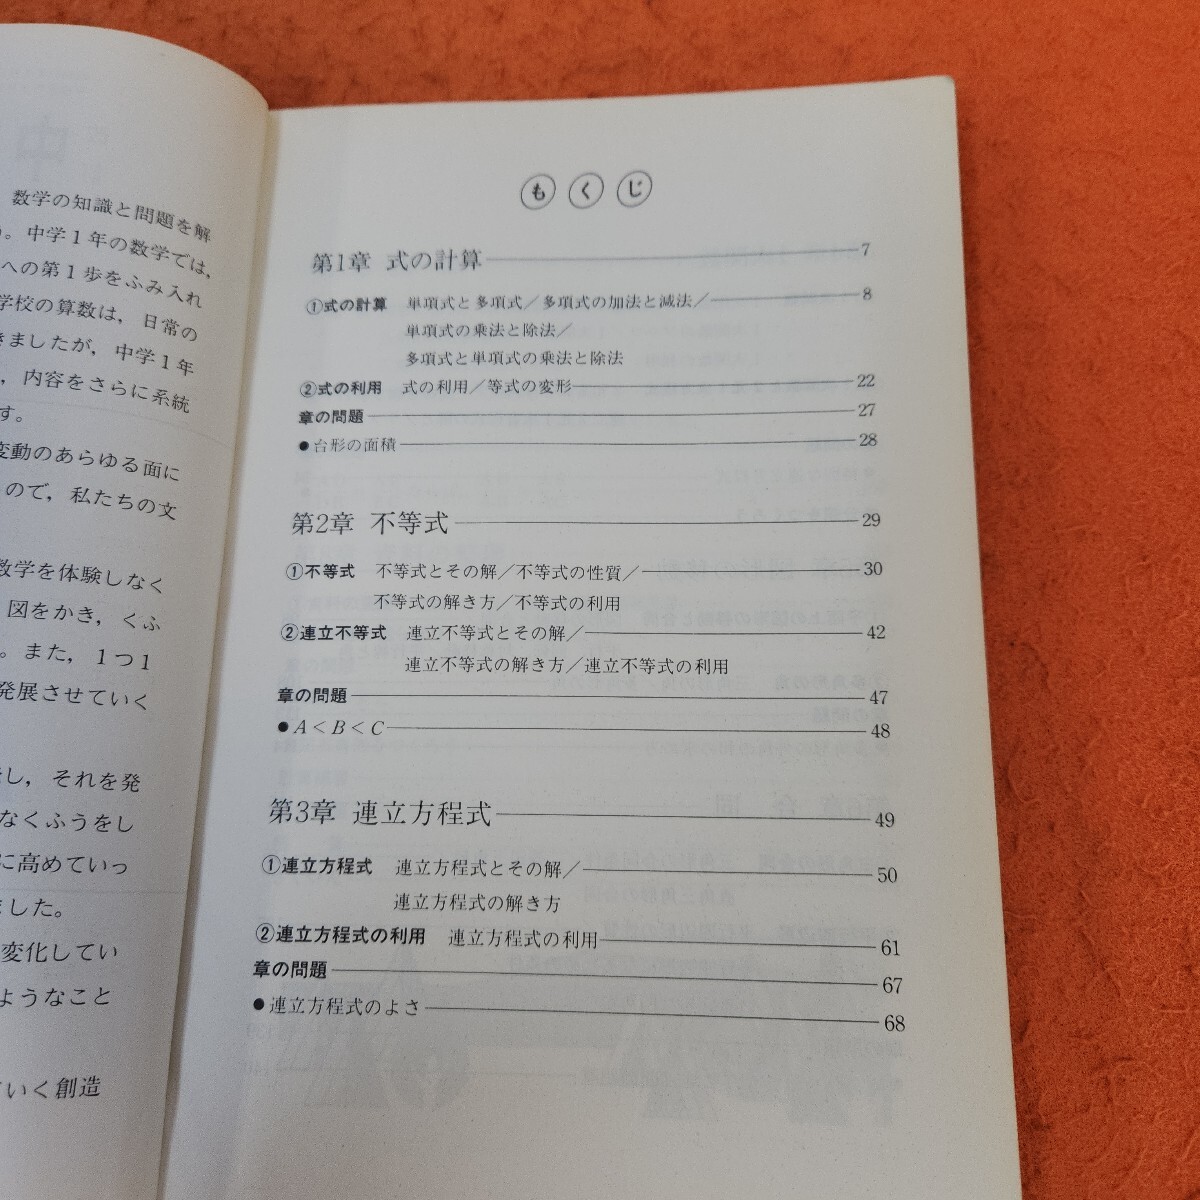 中
数学の知識と問題を解
。中学1年の数学では,
への第1歩をふみ入れ
学校の算数は, 日常の
きましたが, 中学1年
, 内容をさらに系統
す。
変動のあらゆる面に
ので, 私たちの文
数学を体験しなく
図をかき, くふ
。また, 1つ1
発展させていく
し, それを発
なくふうをし
に高めていっ
ました。
変化してい
ようなこと
いく創造
もくじ
第1章 式の計算 7
①式の計算 単項式と多項式／多項式の加法と減法／ 8
単項式の乗法と除法／
多項式と単項式の乗法と除法
②式の利用 式の利用／等式の変形 22
章の問題 27
●台形の面積 28
第2章 不等式 29
①不等式 不等式とその解／不等式の性質／ 30
不等式の解き方／不等式の利用
②連立不等式 連立不等式とその解／ 42
連立不等式の解き方／連立不等式の利用
章の問題 47
●A＜B＜C 48
第3章 連立方程式 49
①連立方程式 連立方程式とその解／ 50
連立方程式の解き方
②連立方程式の利用 連立方程式の利用 61
章の問題 67
●連立方程式のよさ 68